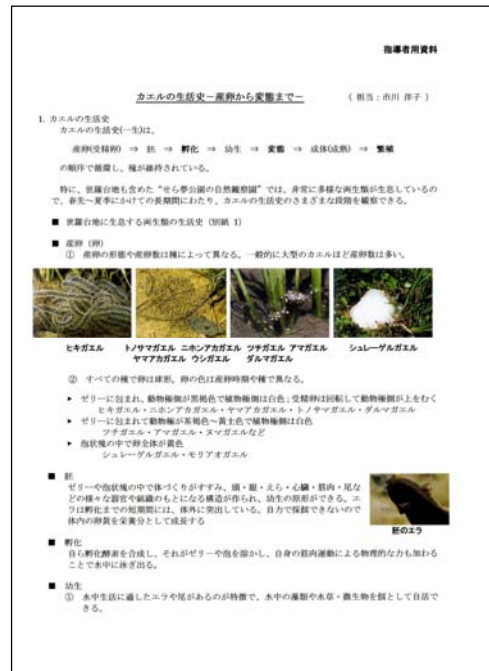 指導者用資料
カエルの生活史－産卵から変態まで－ （ 担当：市川 洋子 ）
1. カエルの生活史
カエルの生活史(一生)は、
産卵(受精卵) ⇒ 胚 ⇒ 孵化 ⇒ 幼生 ⇒ 変態 ⇒ 成体(成熟) ⇒ 繁殖
の順序で循環し、種が維持されている。
特に、世羅台地も含めた“せら夢公園の自然観察園”では、非常に多様な両生類が生息しているの
で、春先～夏季にかけての長期間にわたり、カエルの生活史のさまざまな段階を観察できる。
■ 世羅台地に生息する両生類の生活史（別紙 1）
■ 産卵（卵）
① 産卵の形態や産卵数は種によって異なる。一般的に大型のカエルほど産卵数は多い。
ヒキガエル トノサマガエル ニホンアカガエル ツチガエル アマガエル シュレーゲルガエル
ヤマアカガエル ウシガエル ダルマガエル
② すべての種で卵は球形。卵の色は産卵時期や種で異なる。
▶ ゼリーに包まれ、動物極側が黒褐色で植物極側は白色；受精卵は回転して動物極側が上をむく
ヒキガエル・ニホンアカガエル・ヤマアカガエル・トノサマガエル・ダルマガエル
▶ ゼリーに包まれて動物極が茶褐色～黄土色で植物極側は白色
ツチガエル・アマガエル・ヌマガエルなど
▶ 泡状塊の中で卵全体が黄色
シュレーゲルガエル・モリアオガエル
■ 胚
ゼリーや泡状塊の中で体づくりがすすみ、頭・眼・えら・心臓・筋肉・尾な
どの様々な器官や組織のもとになる構造が作られ、幼生の原形ができる。エ
ラは孵化までの短期間には、体外に突出している。自力で採餌できないので
体内の卵黄を栄養分として成長する
胚のエラ
■ 孵化
自ら孵化酵素を合成し、それがゼリーや泡を溶かし、自身の筋肉運動による物理的な力も加わる
ことで水中に泳ぎ出る。
■ 幼生
① 水中生活に適したエラや尾があるのが特徴で、水中の藻類や水草・微生物を餌として自活で
きる。